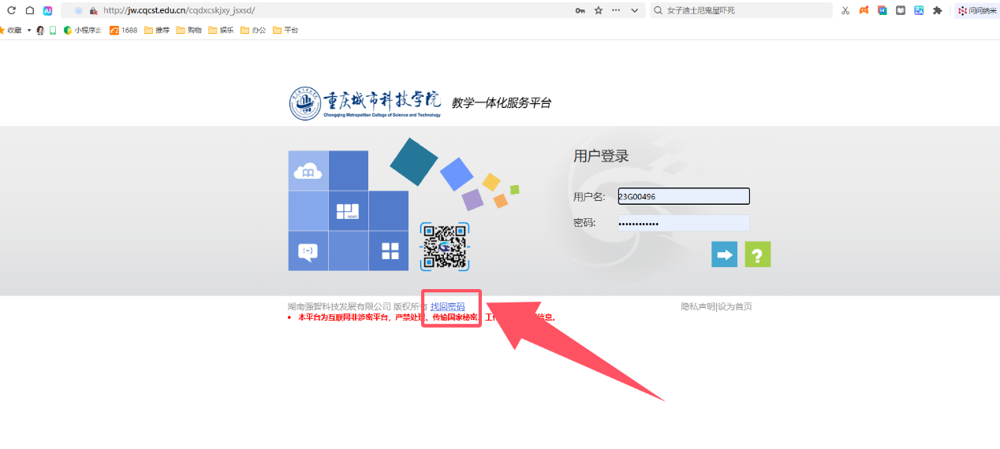 http://jw.cqcst.edu.cn/cqdxcskjxy_jsxsd/
女子迪士尼鬼屋吓死
问问纳米
收藏
小程序盒
1688
推荐
购物
娱乐
办公
平台
重庆城市科技学院
Chongqing Metropolitan College of Science and Technology
教学一体化服务平台
用户登录
用户名:
23G00496
密码:
湖南强智科技发展有限公司 版权所有 找回密码
隐私声明|设为首页
本平台为互联网非涉密平台，严禁处理、传输国家秘密、工作 信息。